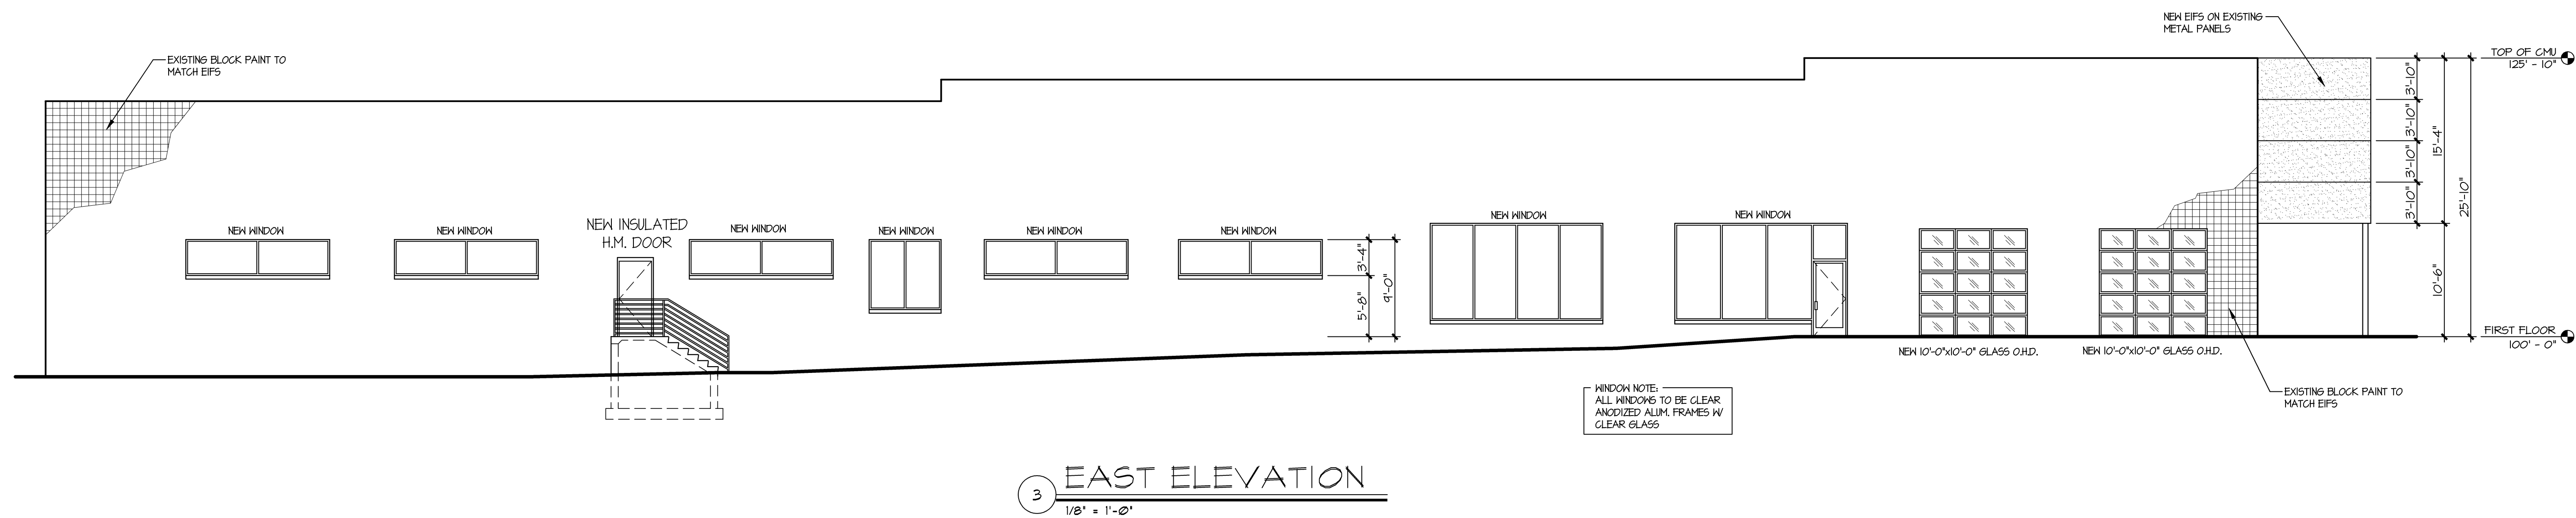 NEW EIFS ON EXISTING
METAL PANELS
TOP OF CMU
125' - 10"
EXISTING BLOCK PAINT TO
MATCH EIFS
3'-10"
3'-10"
3'-10"
3'-10"
15'-4"
25'-10"
10'-6"
NEW WINDOW
NEW WINDOW
NEW INSULATED
H.M. DOOR
NEW WINDOW
NEW WINDOW
NEW WINDOW
NEW WINDOW
3'-4"
5'-8"
9'-0"
NEW WINDOW
NEW WINDOW
FIRST FLOOR
100' - 0"
NEW 10'-0"x10'-0" GLASS O.H.D.
NEW 10'-0"x10'-0" GLASS O.H.D.
WINDOW NOTE:
ALL WINDOWS TO BE CLEAR
ANODIZED ALUM. FRAMES W/
CLEAR GLASS
EXISTING BLOCK PAINT TO
MATCH EIFS
3
EAST ELEVATION
1/8" = 1'-0"